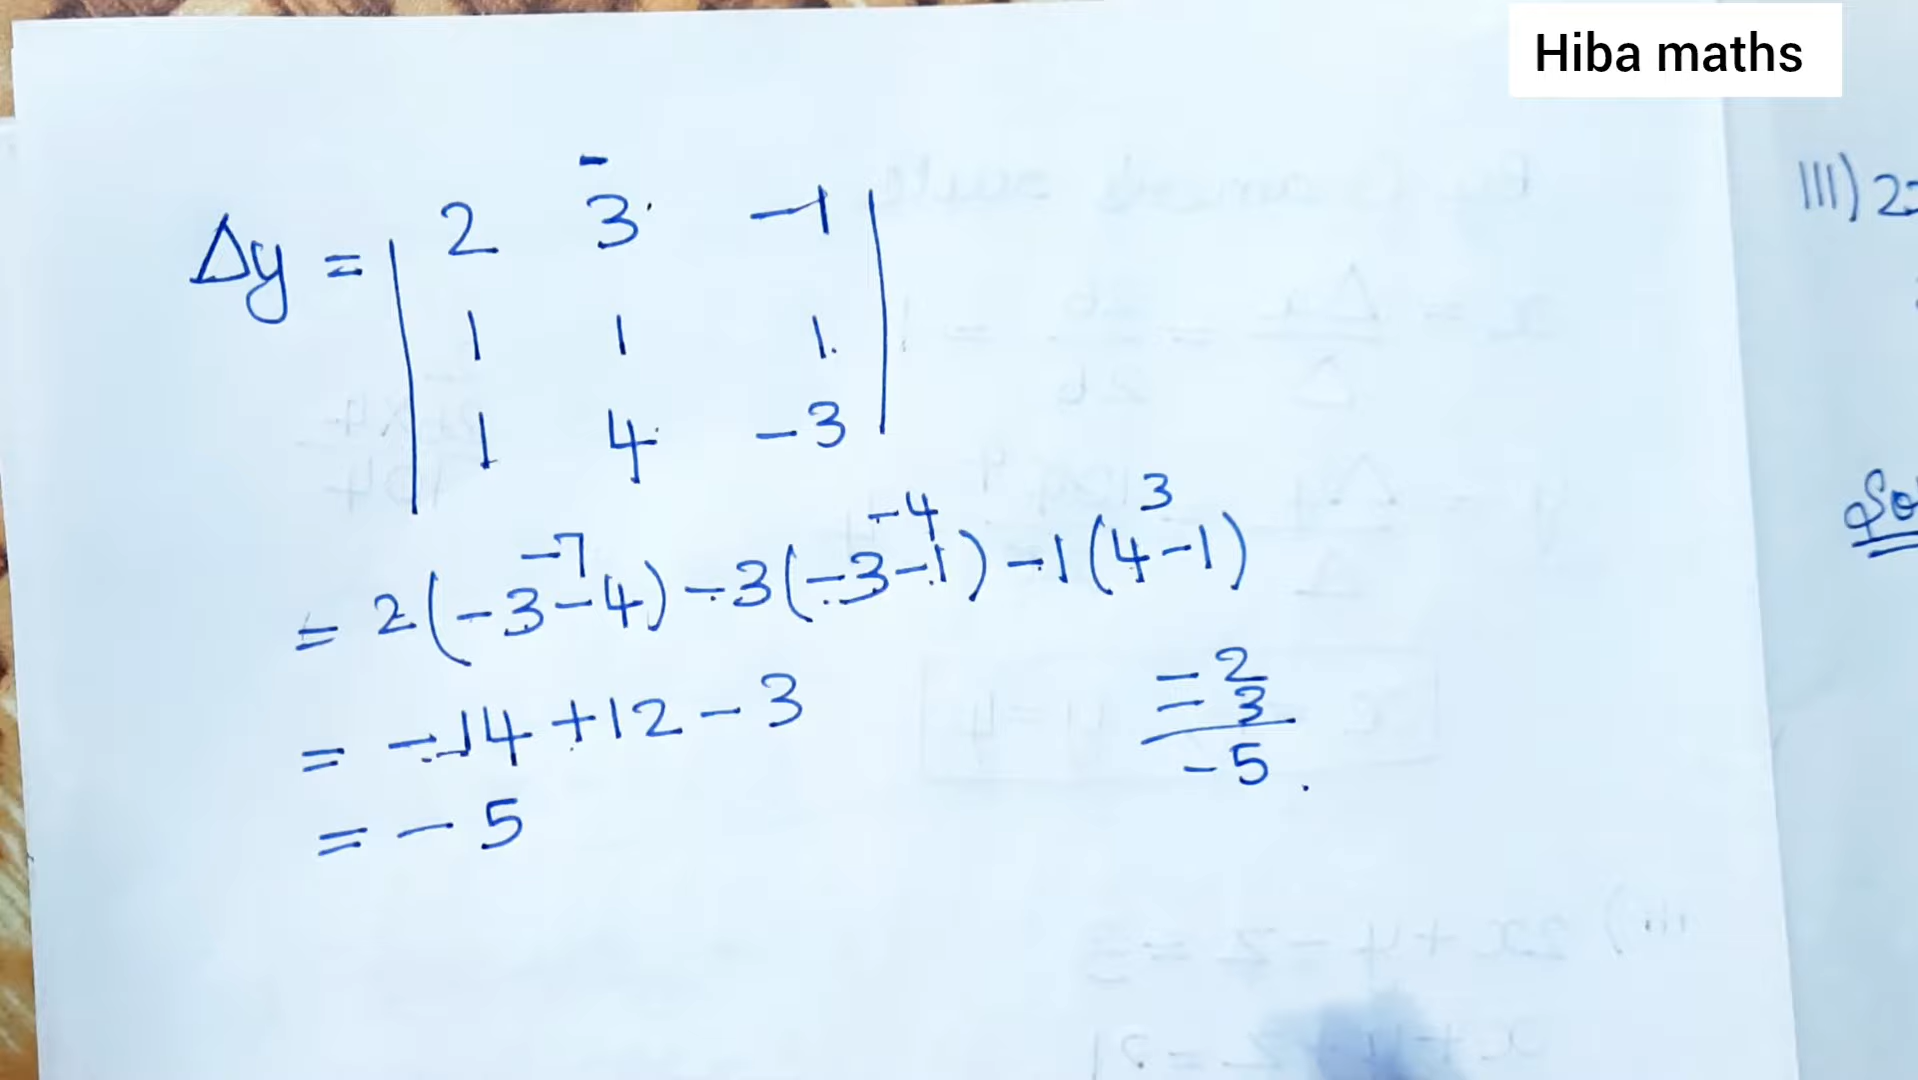 Hiba maths
-
Δy = | 2 3 -1 |
1 1 1
1 4 -3
III) 2
-7 -4 3
= 2(-3-4) -3(-3-1) -1(4-1)
So
= -14 +12 -3
= -5
-2
-3
-5